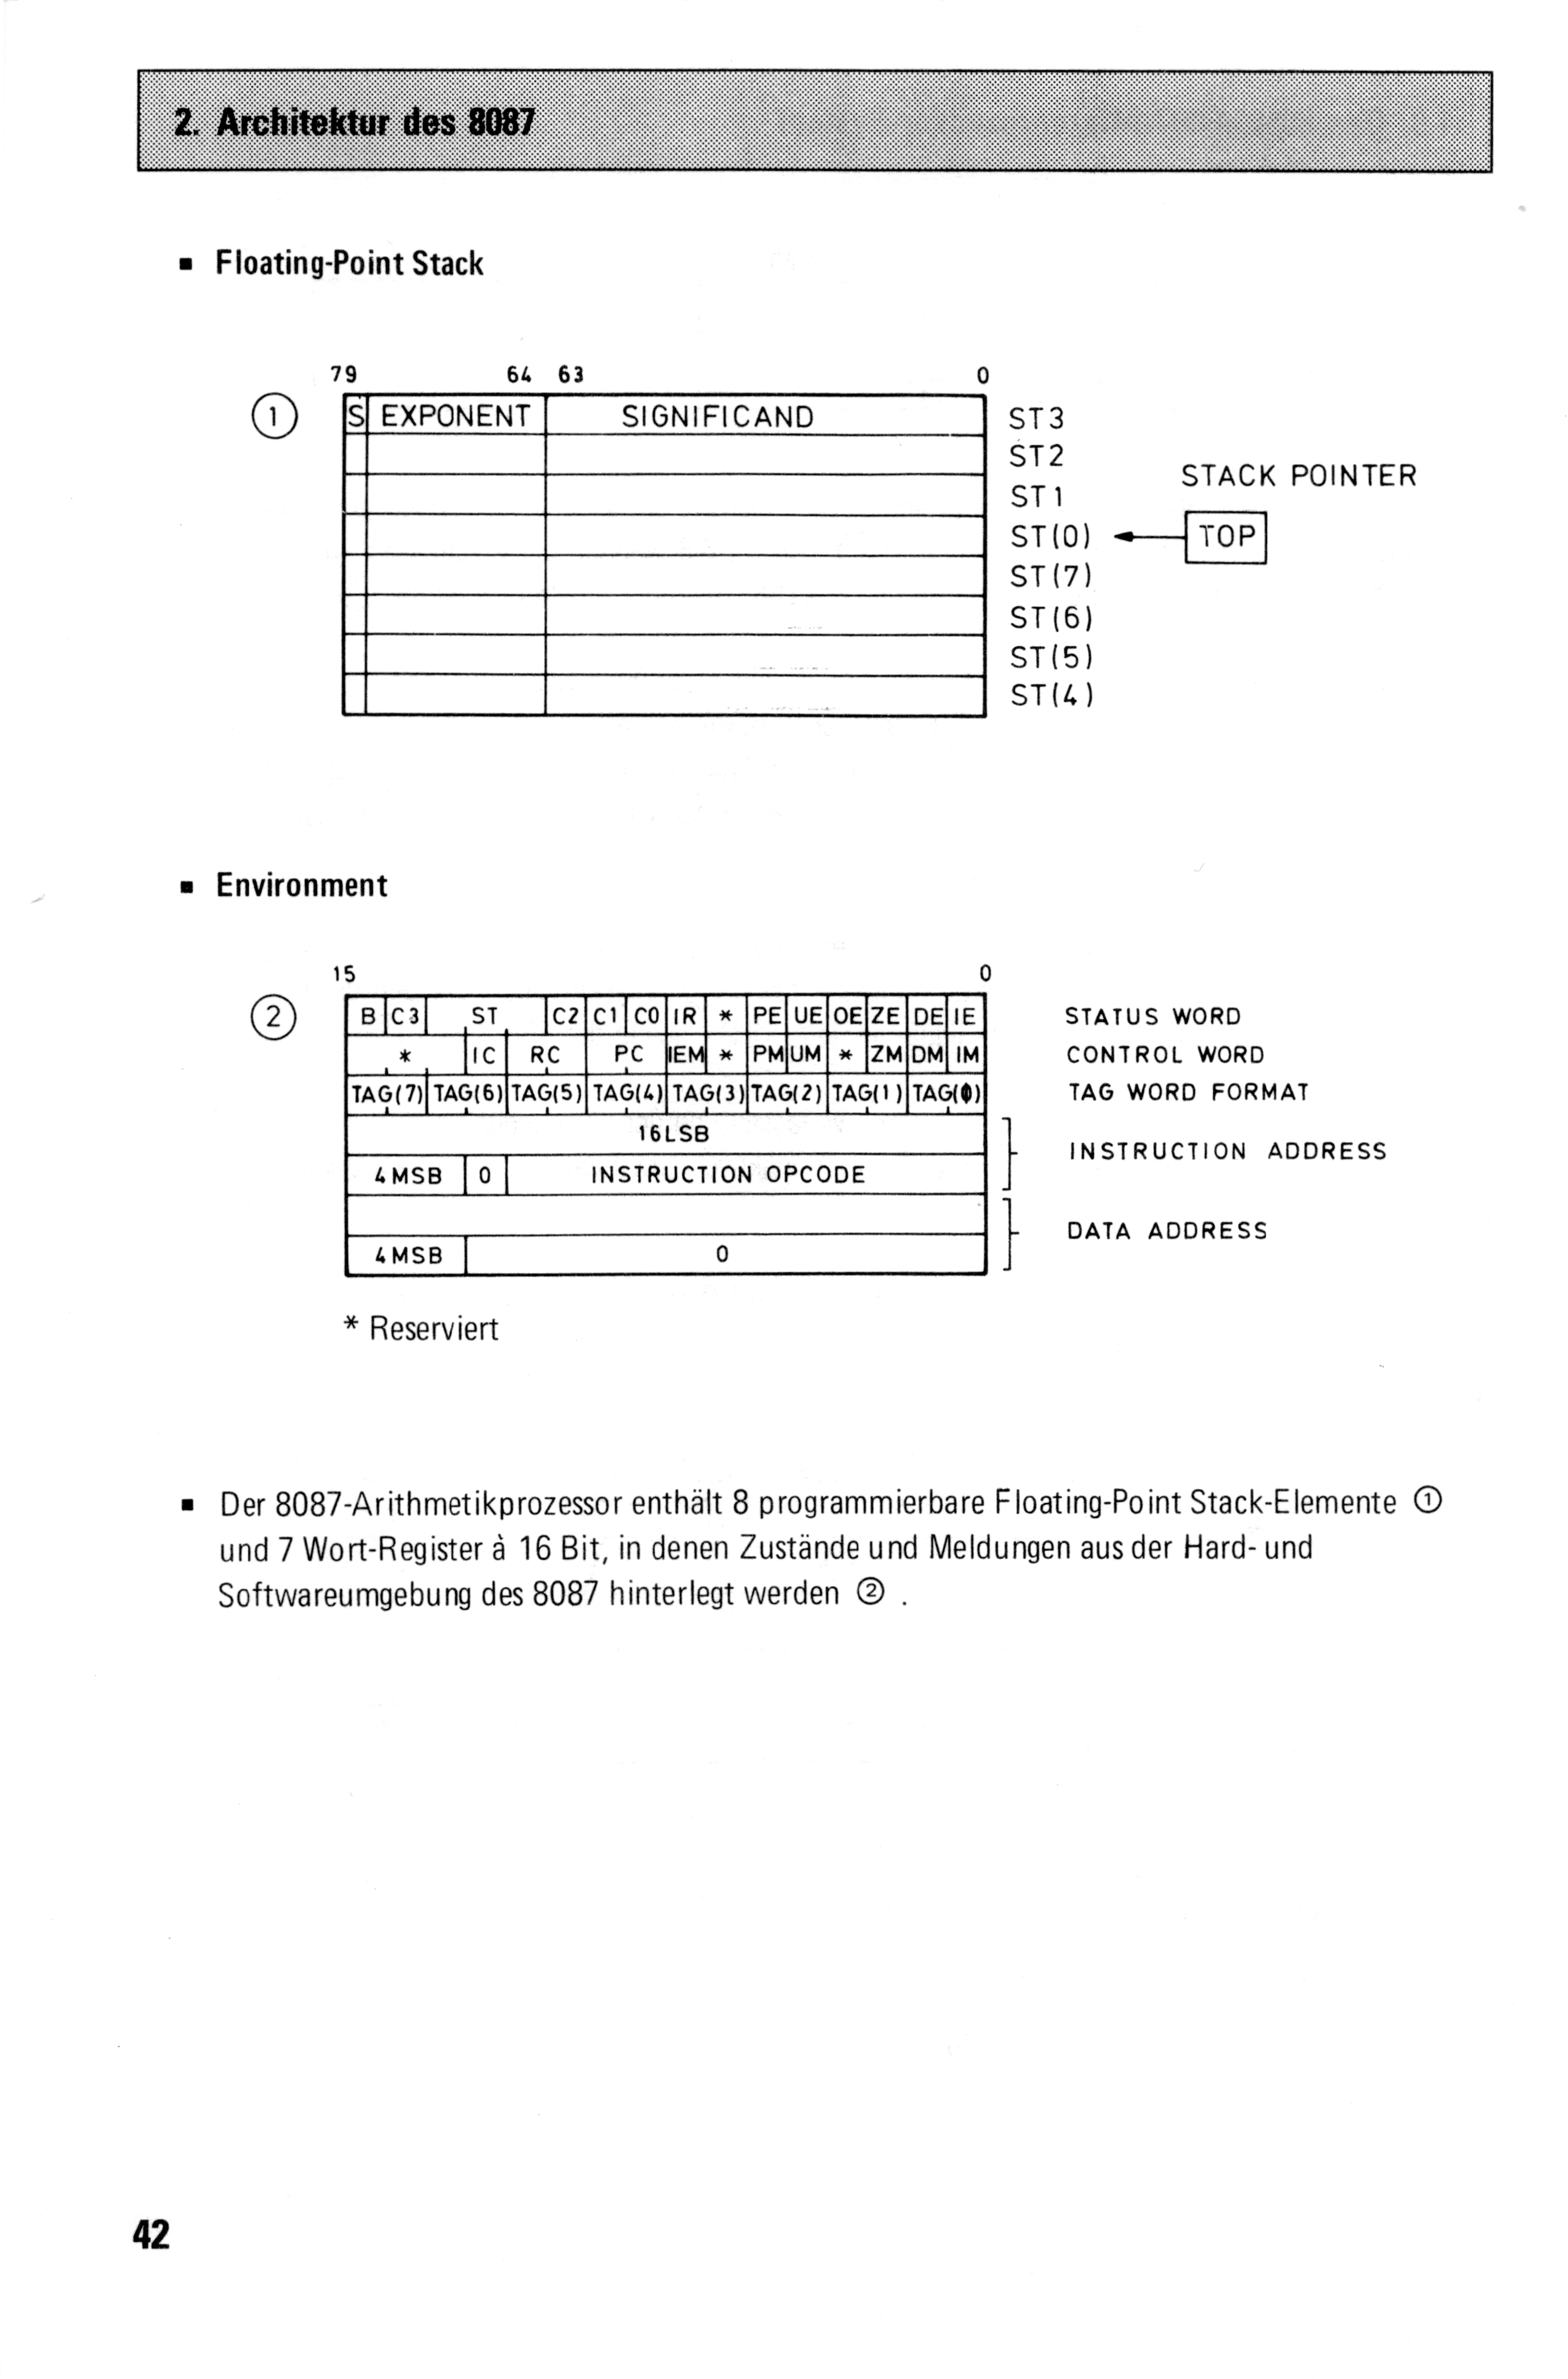 2. Architektur des 8087
▪ Floating-Point Stack
79 64 63 0
① S EXPONENT SIGNIFICAND ST3
ST2
STACK POINTER
ST1
ST(0) TOP
ST(7)
ST(6)
ST(5)
ST(4)
▪ Environment
15 0
② B C3 ST C2 C1 C0 IR * PE UE OE ZE DE IE STATUS WORD
* IC RC PC IEM * PM UM * ZM DM IM CONTROL WORD
TAG(7) TAG(6) TAG(5) TAG(4) TAG(3) TAG(2) TAG(1) TAG(0) TAG WORD FORMAT
16LSB
INSTRUCTION ADDRESS
4MSB 0 INSTRUCTION OPCODE
DATA ADDRESS
4MSB 0
* Reserviert
▪ Der 8087-Arithmetikprozessor enthält 8 programmierbare Floating-Point Stack-Elemente ①
und 7 Wort-Register à 16 Bit, in denen Zustände und Meldungen aus der Hard- und
Softwareumgebung des 8087 hinterlegt werden ② .
42